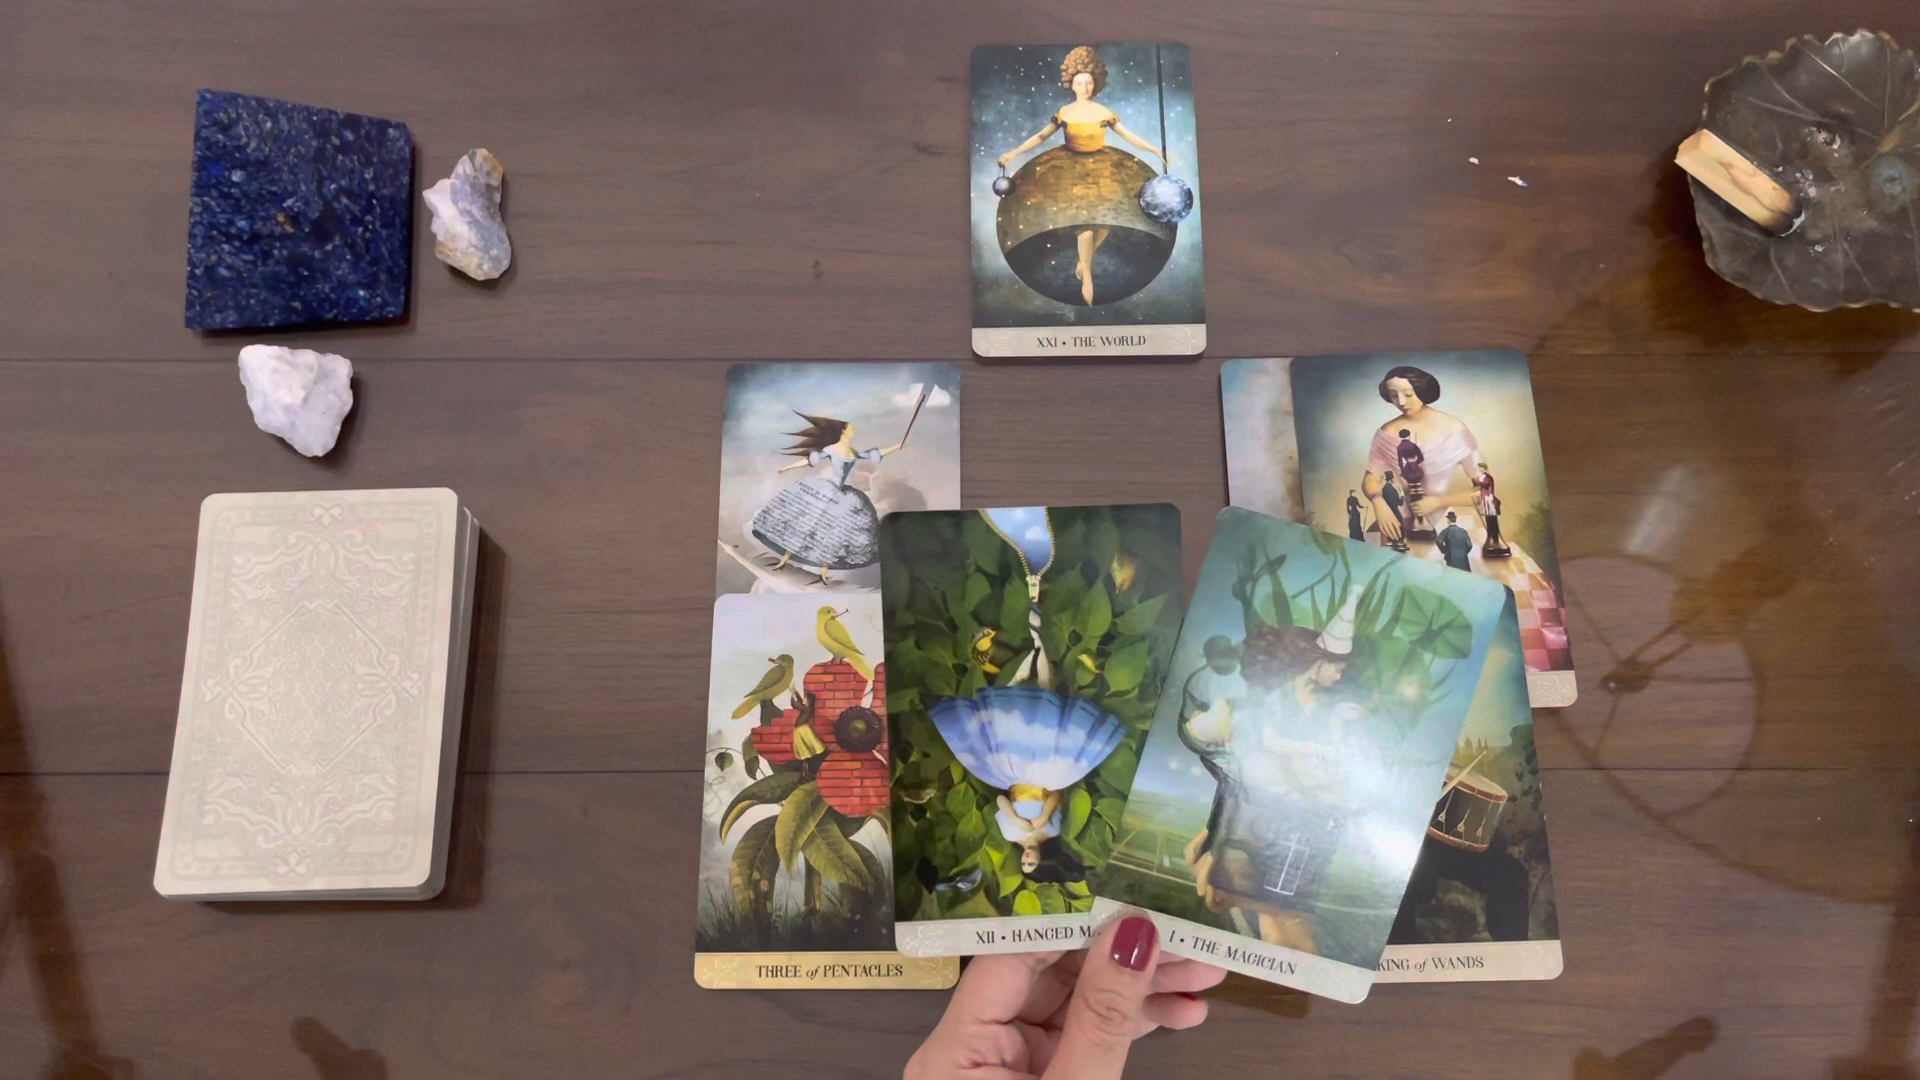 XXI • THE WORLD
THREE of PENTACLES
XII • HANGED M
I • THE MAGICIAN
KING of WANDS